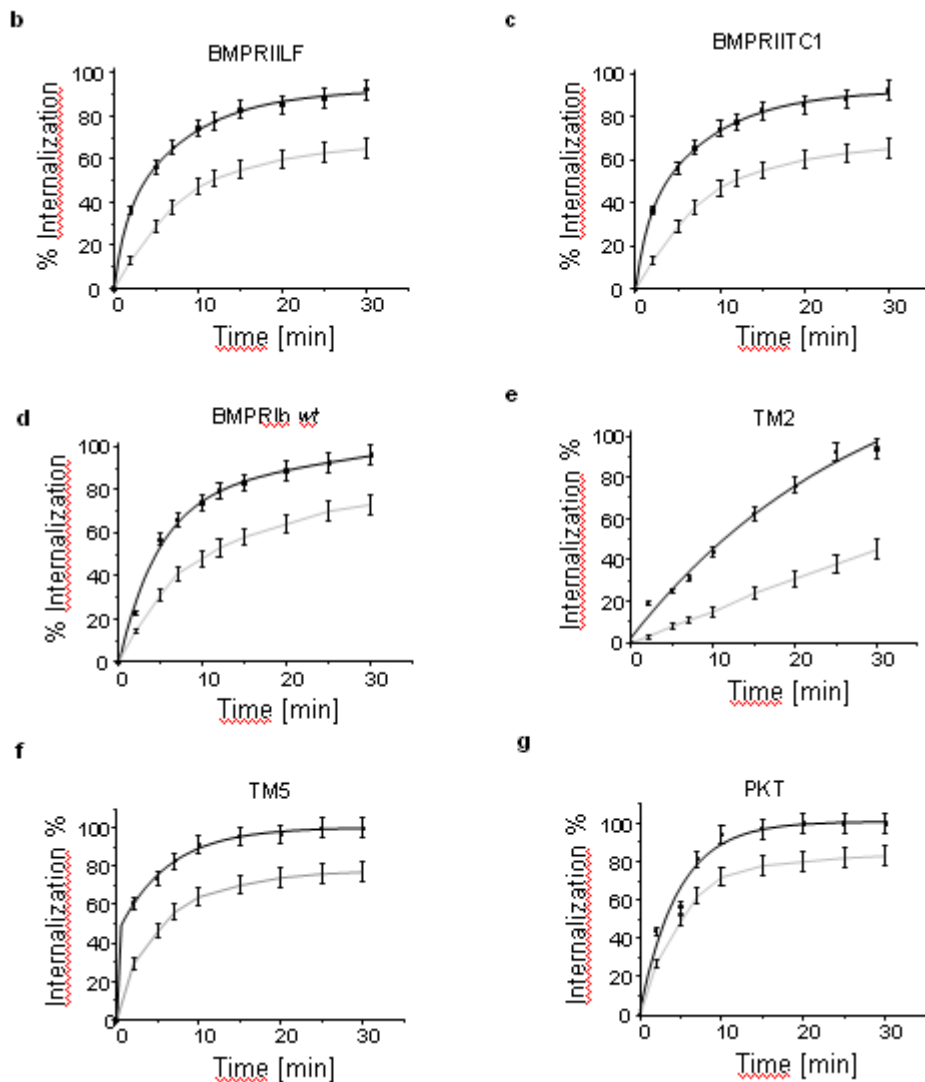 b
BMPRIILF
% Internalization
100
80
60
40
20
0
0 10 20 30
Time [min]
c
BMPRIITC1
% Internalization
100
80
60
40
20
0
0 10 20 30
Time [min]
d
BMPRIb wt
% Internalization
100
80
60
40
20
0
0 10 20 30
Time [min]
e
TM2
Internalization %
100
80
60
40
20
0
0 10 20 30
Time [min]
f
TM5
Internalization %
100
80
60
40
20
0
0 10 20 30
Time [min]
g
PKT
Internalization %
100
80
60
40
20
0
0 10 20 30
Time [min]